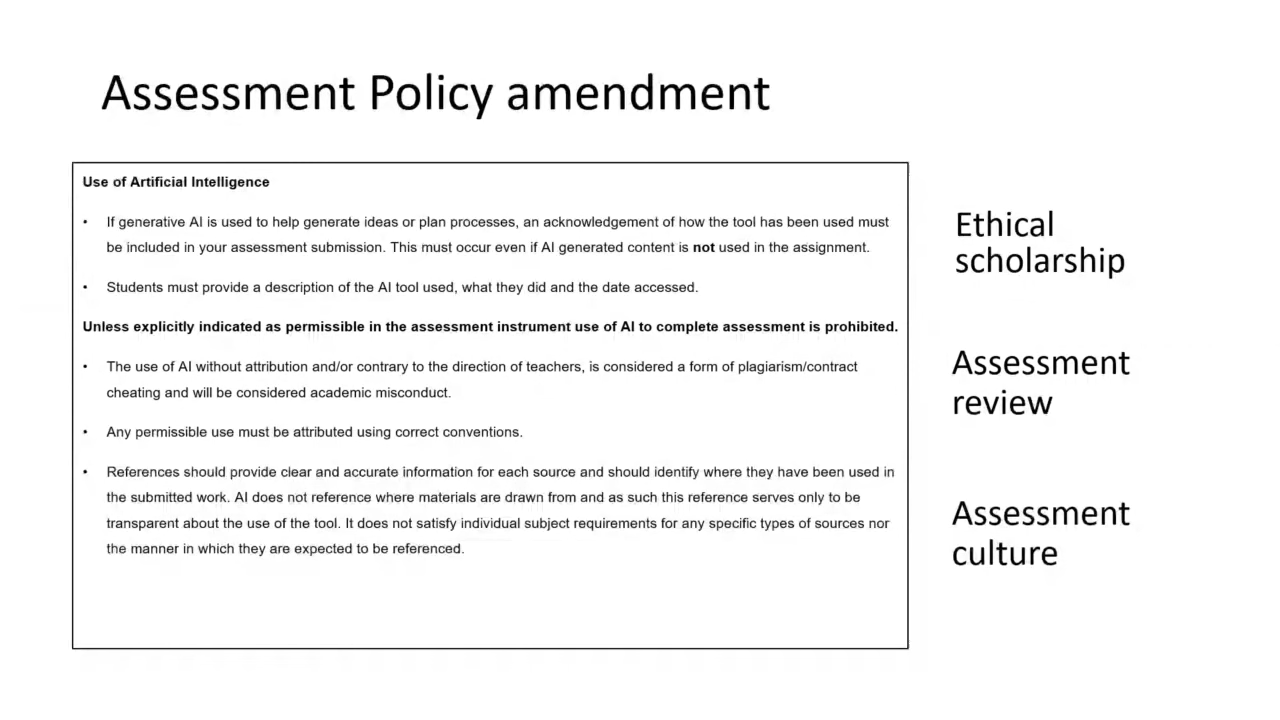 Assessment Policy amendment
Use of Artificial Intelligence
• If generative AI is used to help generate ideas or plan processes, an acknowledgement of how the tool has been used must
be included in your assessment submission. This must occur even if AI generated content is not used in the assignment.
• Students must provide a description of the AI tool used, what they did and the date accessed.
Unless explicitly indicated as permissible in the assessment instrument use of AI to complete assessment is prohibited.
• The use of AI without attribution and/or contrary to the direction of teachers, is considered a form of plagiarism/contract
cheating and will be considered academic misconduct.
• Any permissible use must be attributed using correct conventions.
• References should provide clear and accurate information for each source and should identify where they have been used in
the submitted work. AI does not reference where materials are drawn from and as such this reference serves only to be
transparent about the use of the tool. It does not satisfy individual subject requirements for any specific types of sources nor
the manner in which they are expected to be referenced.
Ethical
scholarship
Assessment
review
Assessment
culture